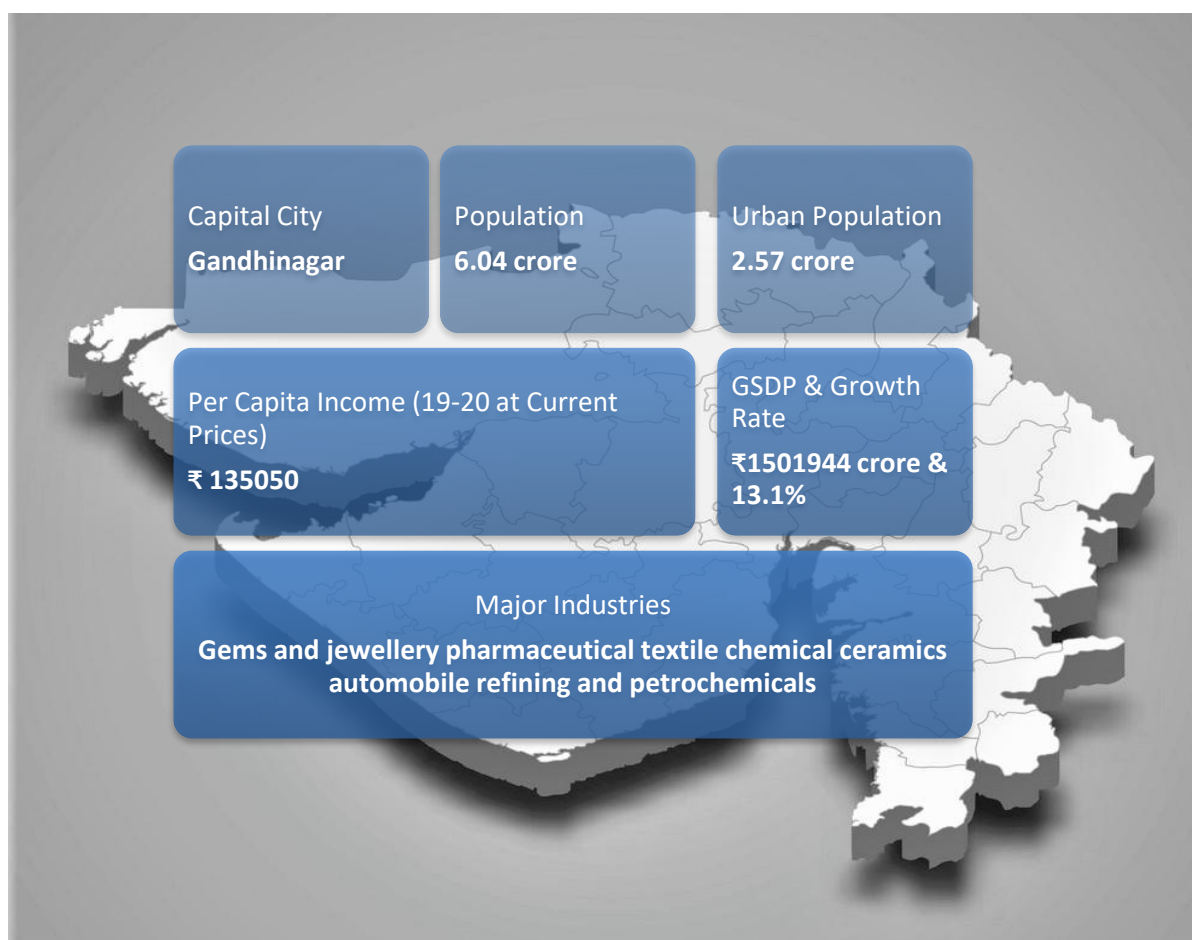 Capital City
Gandhinagar
Population
6.04 crore
Urban Population
2.57 crore
Per Capita Income (19-20 at Current
Prices)
₹ 135050
GSDP & Growth
Rate
₹1501944 crore &
13.1%
Major Industries
Gems and jewellery pharmaceutical textile chemical ceramics
automobile refining and petrochemicals